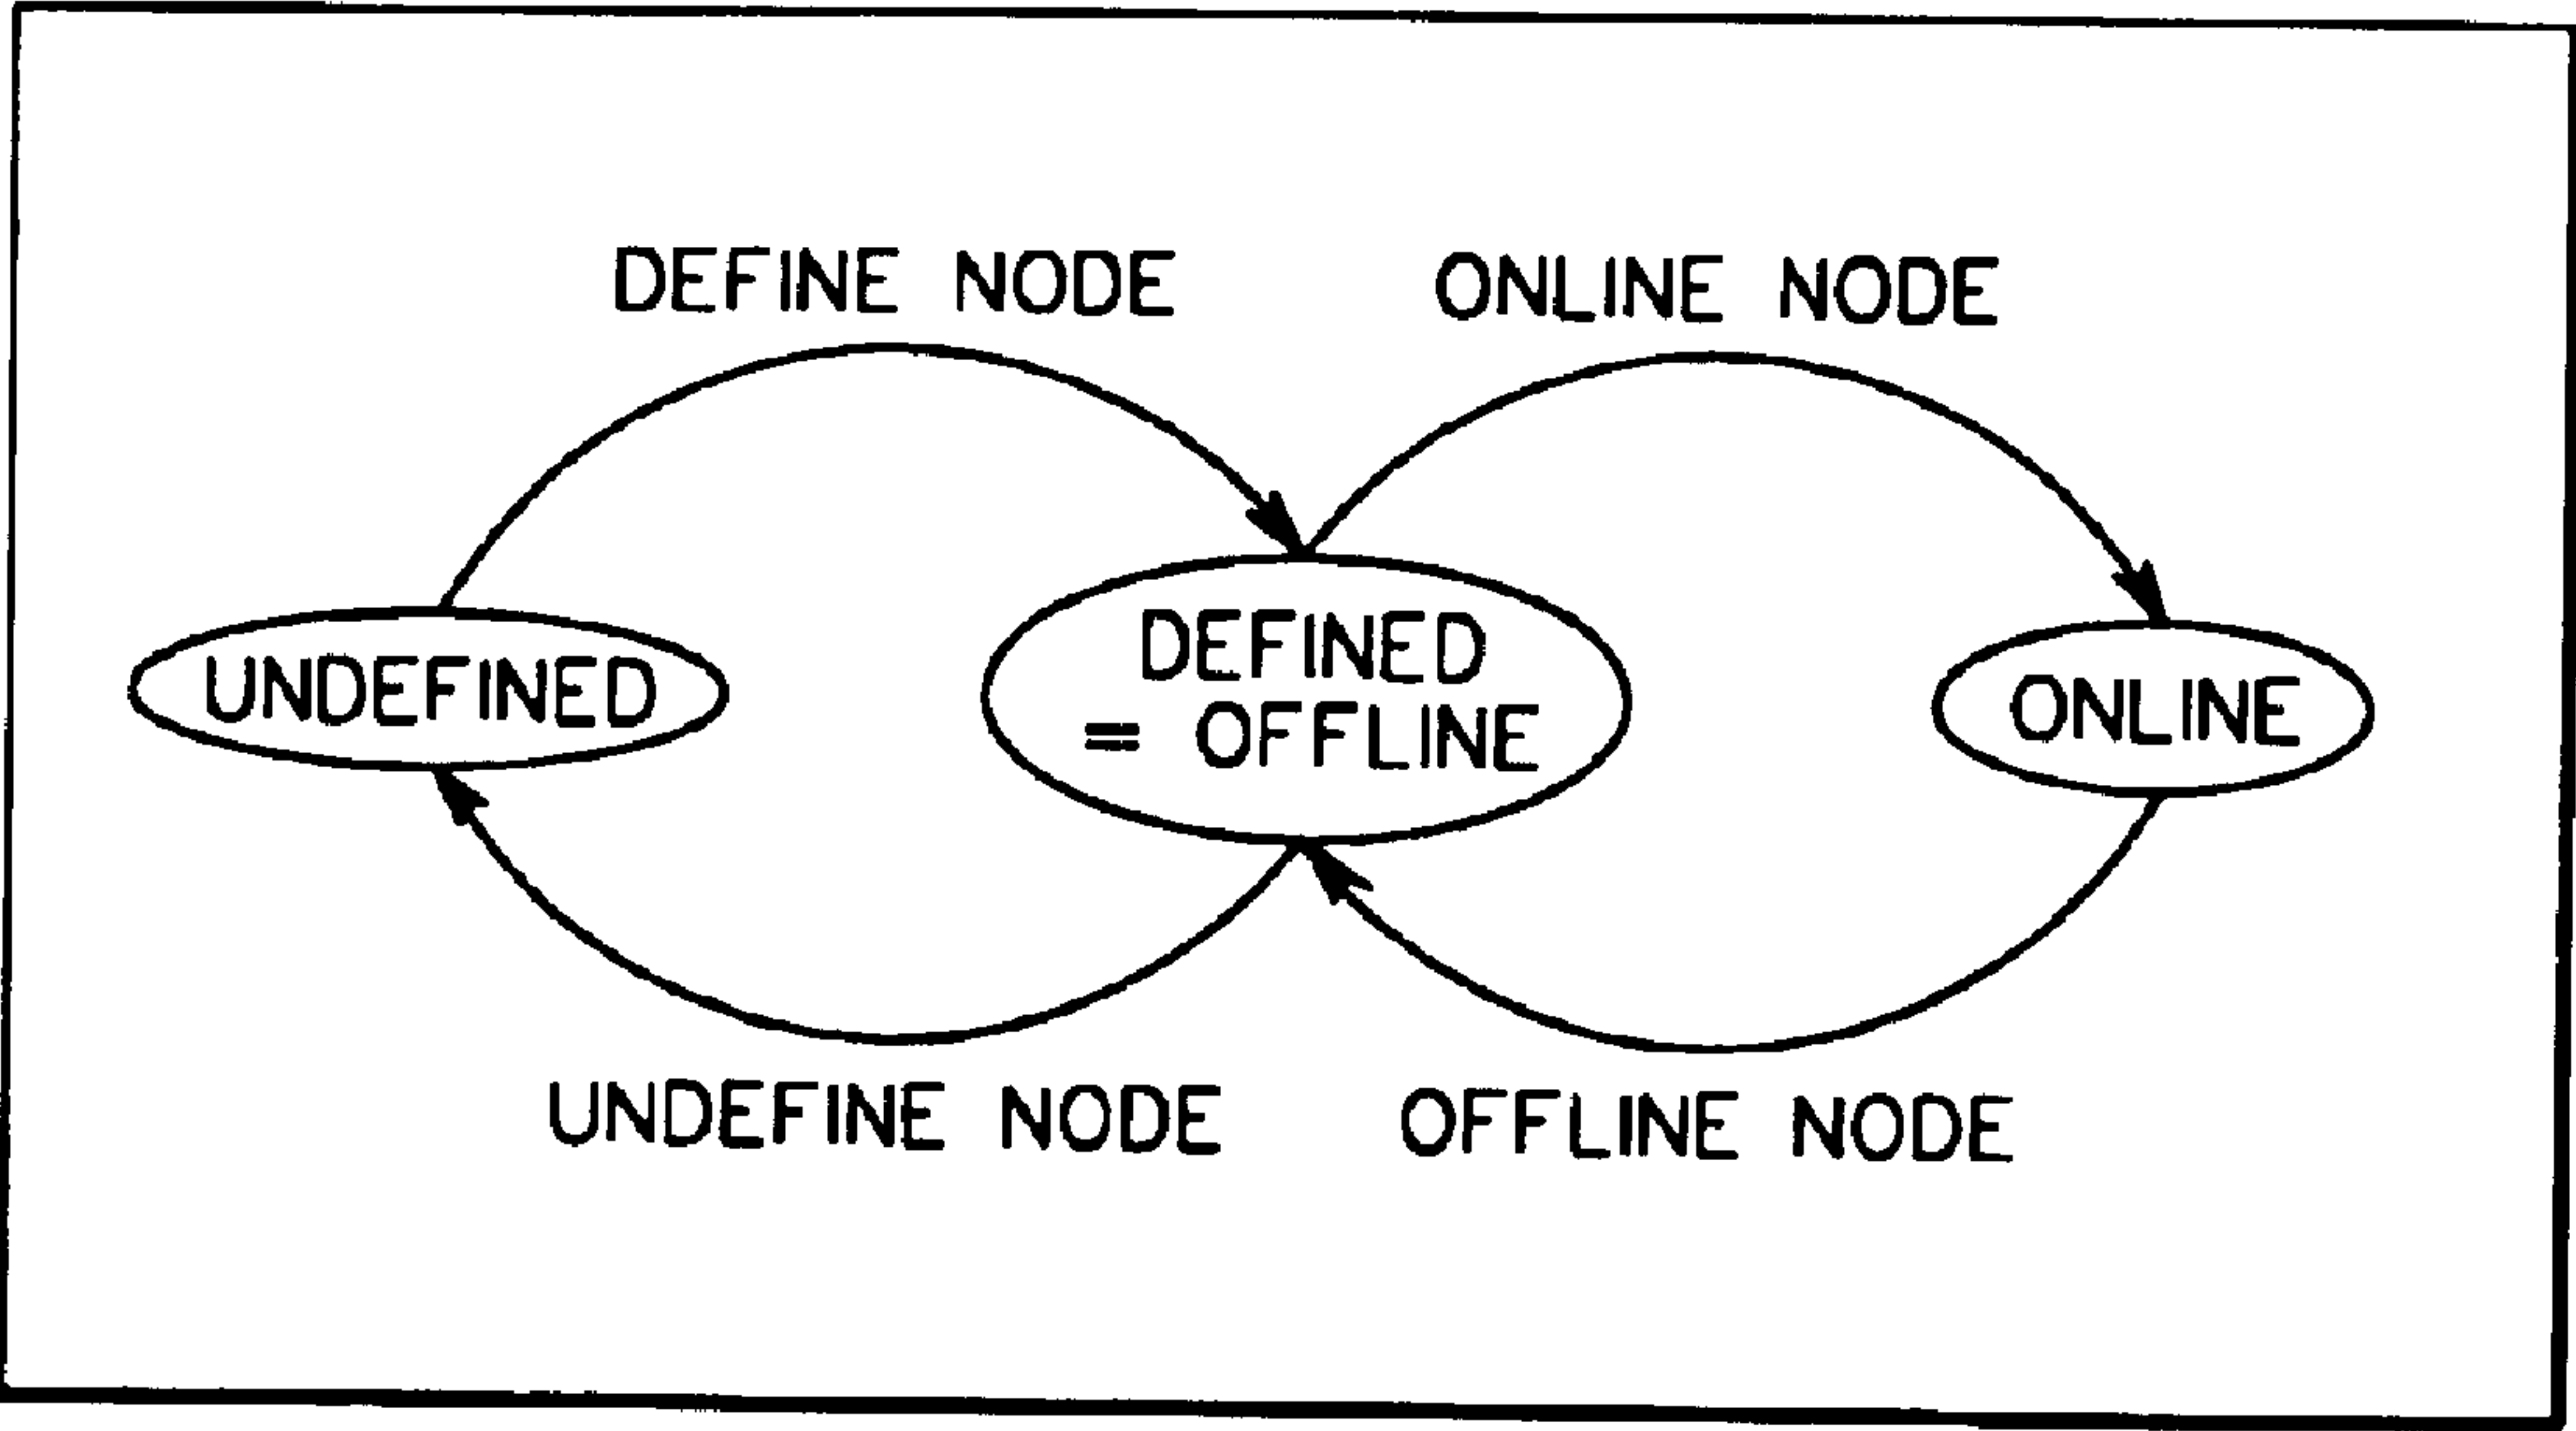 DEFINE NODE
ONLINE NODE
UNDEFINED
DEFINED
= OFFLINE
ONLINE
UNDEFINE NODE
OFFLINE NODE